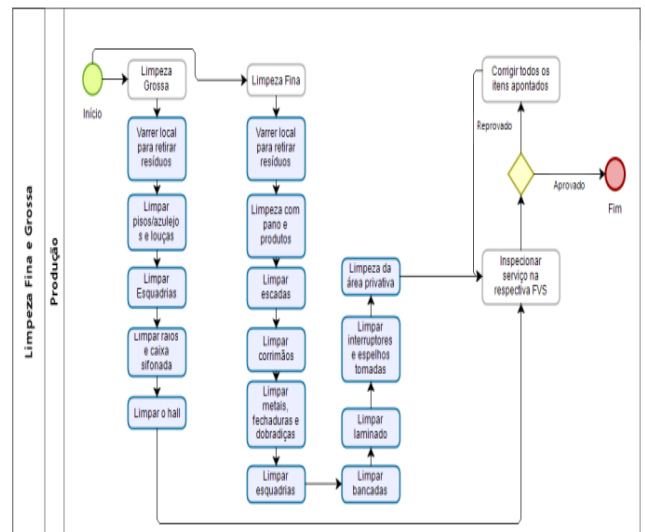 Limpeza Fina e Grossa
Produção
Início
Limpeza
Grossa
Varrer local
para retirar
resíduos
Limpar
pisos/azulejo
s e louças
Limpar
Esquadrias
Limpar ralos
e caixa
sifonada
Limpar o hall
Limpeza Fina
Varrer local
para retirar
resíduos
Limpeza com
pano e
produtos
Limpar
escadas
Limpar
corrimãos
Limpar
metais,
fechaduras e
dobradiças
Limpar
esquadrias
Limpar
bancadas
Limpar
laminado
Limpar
interruptores
e espelhos
tomadas
Limpeza da
área privativa
Inspecionar
serviço na
respectiva FVS
Reprovado
Corrigir todos os
itens apontados
Aprovado
Fim